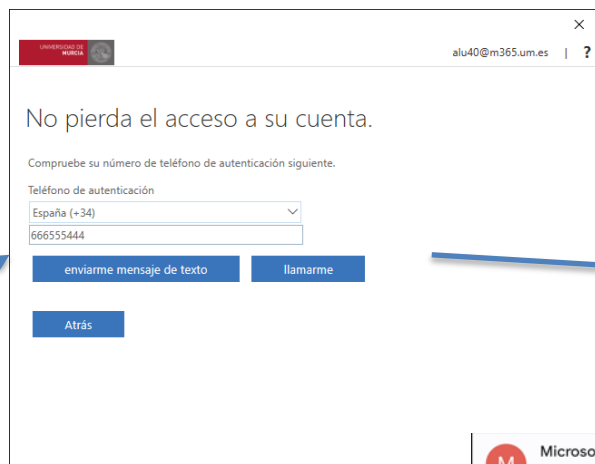 ×
UNIVERSIDAD DE
MURCIA
alu40@m365.um.es | ?
No pierda el acceso a su cuenta.
Compruebe su número de teléfono de autenticación siguiente.
Teléfono de autenticación
España (+34)
666555444
enviarme mensaje de texto llamarme
Atrás
M Microso